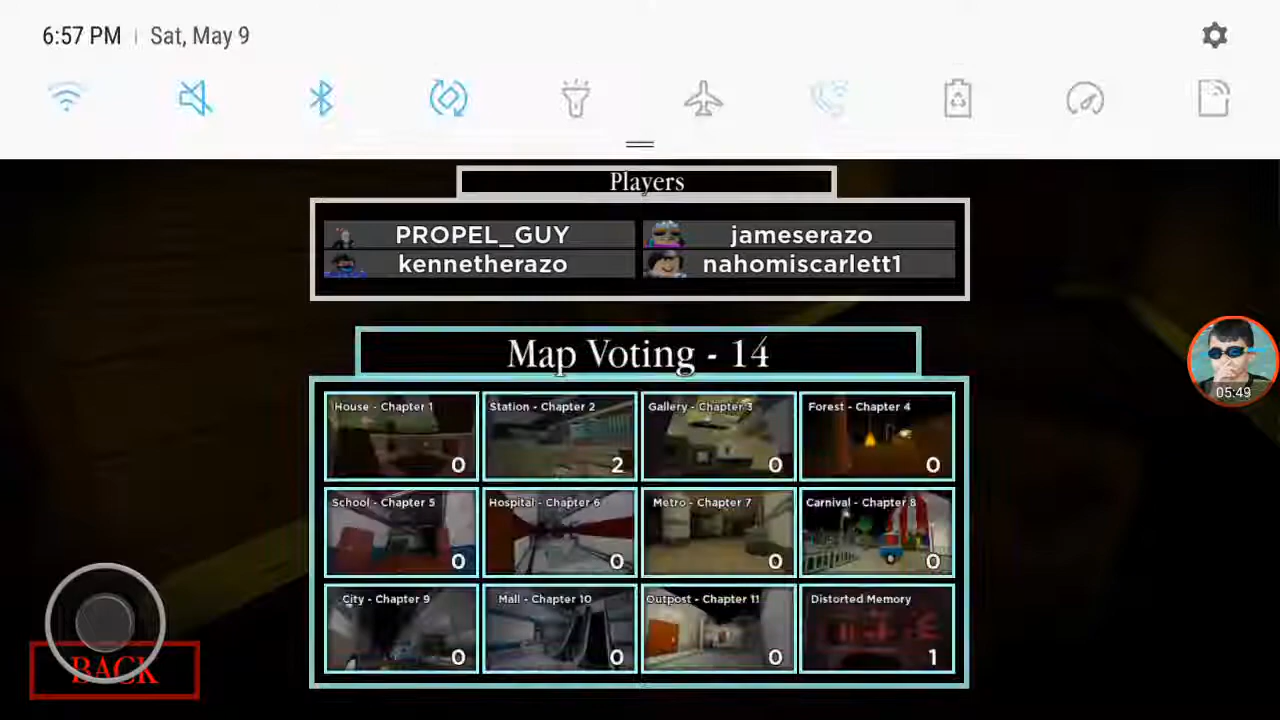 6:57 PM | Sat, May 9
Players
PROPEL_GUY jameserazo
kennetherazo nahomiscarlett1
Map Voting - 14
05:49
House - Chapter 1 Station - Chapter 2 Gallery - Chapter 3 Forest - Chapter 4
0 2 0 0
School - Chapter 5 Hospital - Chapter 6 Metro - Chapter 7 Carnival - Chapter 8
0 0 0 0
City - Chapter 9 Mall - Chapter 10 Outpost - Chapter 11 Distorted Memory
0 0 0 1
BACK